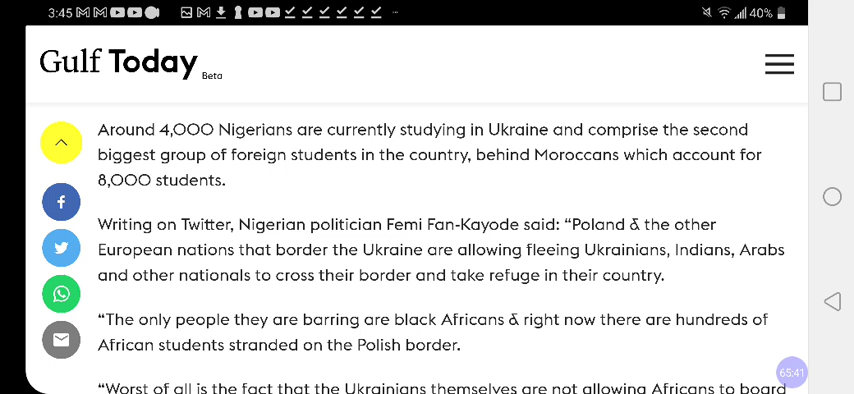 3:45
40%
Gulf Today
Beta
Around 4,000 Nigerians are currently studying in Ukraine and comprise the second
biggest group of foreign students in the country, behind Moroccans which account for
8,000 students.
Writing on Twitter, Nigerian politician Femi Fan-Kayode said: “Poland & the other
European nations that border the Ukraine are allowing fleeing Ukrainians, Indians, Arabs
and other nationals to cross their border and take refuge in their country.
“The only people they are barring are black Africans & right now there are hundreds of
African students stranded on the Polish border.
“Worst of all is the fact that the Ukrainians themselves are not allowing Africans to board
65:41